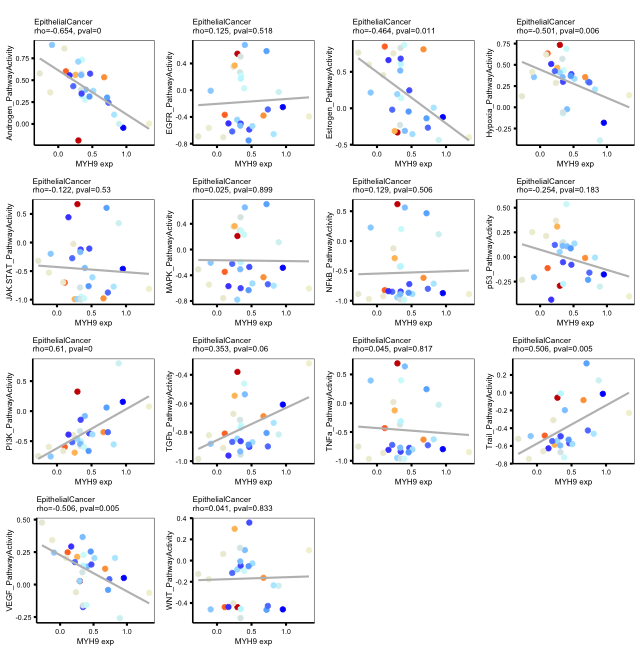 EpithelialCancer
rho=-0.654, pval=0
Androgen_PathwayActivity
0.75
0.50
0.25
0.00
0.0
0.5
1.0
MYH9 exp
EpithelialCancer
rho=0.125, pval=0.518
EGFR_PathwayActivity
0.4
0.0
-0.4
-0.8
0.0
0.5
1.0
MYH9 exp
EpithelialCancer
rho=-0.464, pval=0.011
Estrogen_PathwayActivity
0.5
0.0
-0.5
0.0
0.5
1.0
MYH9 exp
EpithelialCancer
rho=-0.501, pval=0.006
Hypoxia_PathwayActivity
0.75
0.50
0.25
0.00
-0.25
0.0
0.5
1.0
MYH9 exp
EpithelialCancer
rho=-0.122, pval=0.53
JAK-STAT_PathwayActivity
0.5
0.0
-0.5
-1.0
0.0
0.5
1.0
MYH9 exp
EpithelialCancer
rho=0.025, pval=0.899
MAPK_PathwayActivity
0.4
0.0
-0.4
-0.8
0.0
0.5
1.0
MYH9 exp
EpithelialCancer
rho=0.129, pval=0.506
NFkB_PathwayActivity
0.5
0.0
-0.5
-1.0
0.0
0.5
1.0
MYH9 exp
EpithelialCancer
rho=-0.254, pval=0.183
p53_PathwayActivity
0.50
0.25
0.00
-0.25
0.0
0.5
1.0
MYH9 exp
EpithelialCancer
rho=0.61, pval=0
PI3K_PathwayActivity
0.5
0.0
-0.5
0.0
0.5
1.0
MYH9 exp
EpithelialCancer
rho=0.353, pval=0.06
TGFb_PathwayActivity
-0.4
-0.6
-0.8
-1.0
0.0
0.5
1.0
MYH9 exp
EpithelialCancer
rho=0.045, pval=0.817
TNFa_PathwayActivity
0.5
0.0
-0.5
-1.0
0.0
0.5
1.0
MYH9 exp
EpithelialCancer
rho=0.506, pval=0.005
Trail_PathwayActivity
0.2
0.0
-0.2
-0.4
-0.6
-0.8
0.0
0.5
1.0
MYH9 exp
EpithelialCancer
rho=-0.506, pval=0.005
VEGF_PathwayActivity
0.50
0.25
0.00
-0.25
0.0
0.5
1.0
MYH9 exp
EpithelialCancer
rho=0.041, pval=0.833
WNT_PathwayActivity
0.4
0.2
0.0
-0.2
-0.4
0.0
0.5
1.0
MYH9 exp